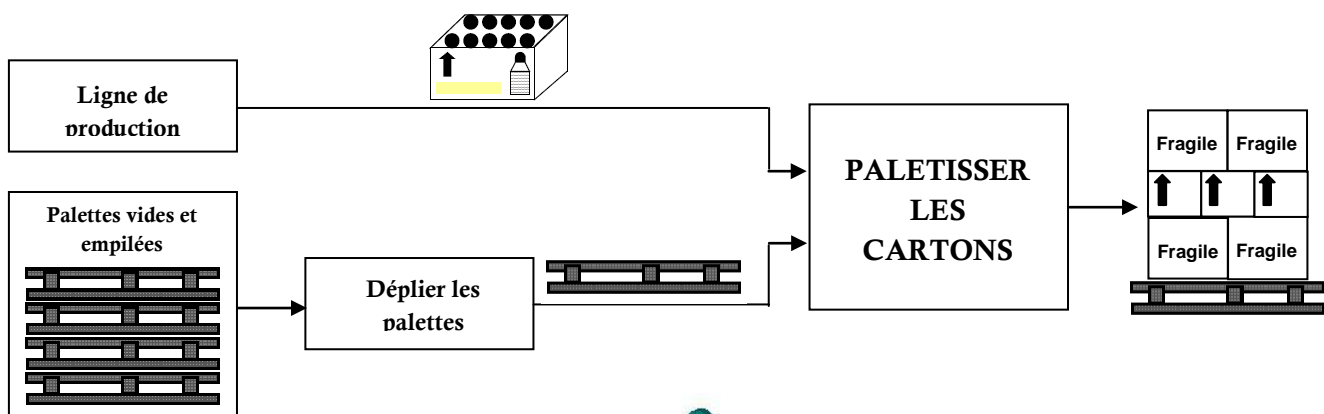 Ligne de
production
Palettes vides et
empilées
Déplier les
palettes
PALETISSER
LES
CARTONS
Fragile Fragile
Fragile Fragile